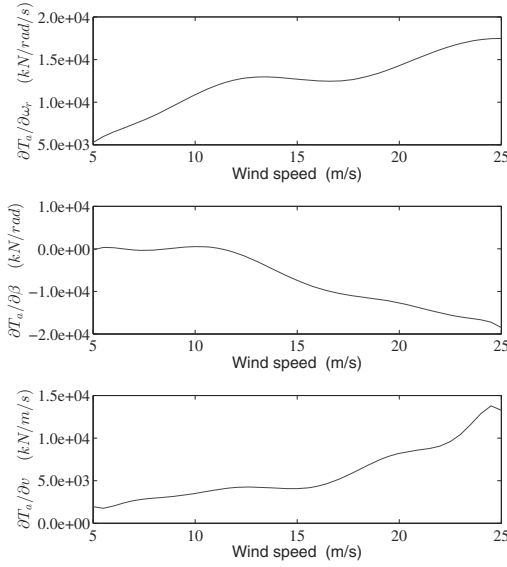 ∂T_a/∂ω_r (kN/rad/s)
2.0e+04
1.5e+04
1.0e+04
5.0e+03
5 10 15 20 25
Wind speed (m/s)
∂T_a/∂β (kN/rad)
1.0e+04
0.0e+00
−1.0e+04
−2.0e+04
5 10 15 20 25
Wind speed (m/s)
∂T_a/∂v (kN/m/s)
1.5e+04
1.0e+04
5.0e+03
0.0e+00
5 10 15 20 25
Wind speed (m/s)